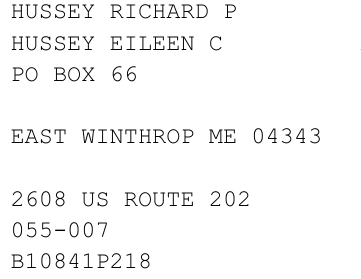 HUSSEY RICHARD P
HUSSEY EILEEN C
PO BOX 66
EAST WINTHROP ME 04343
2608 US ROUTE 202
055-007
B10841P218